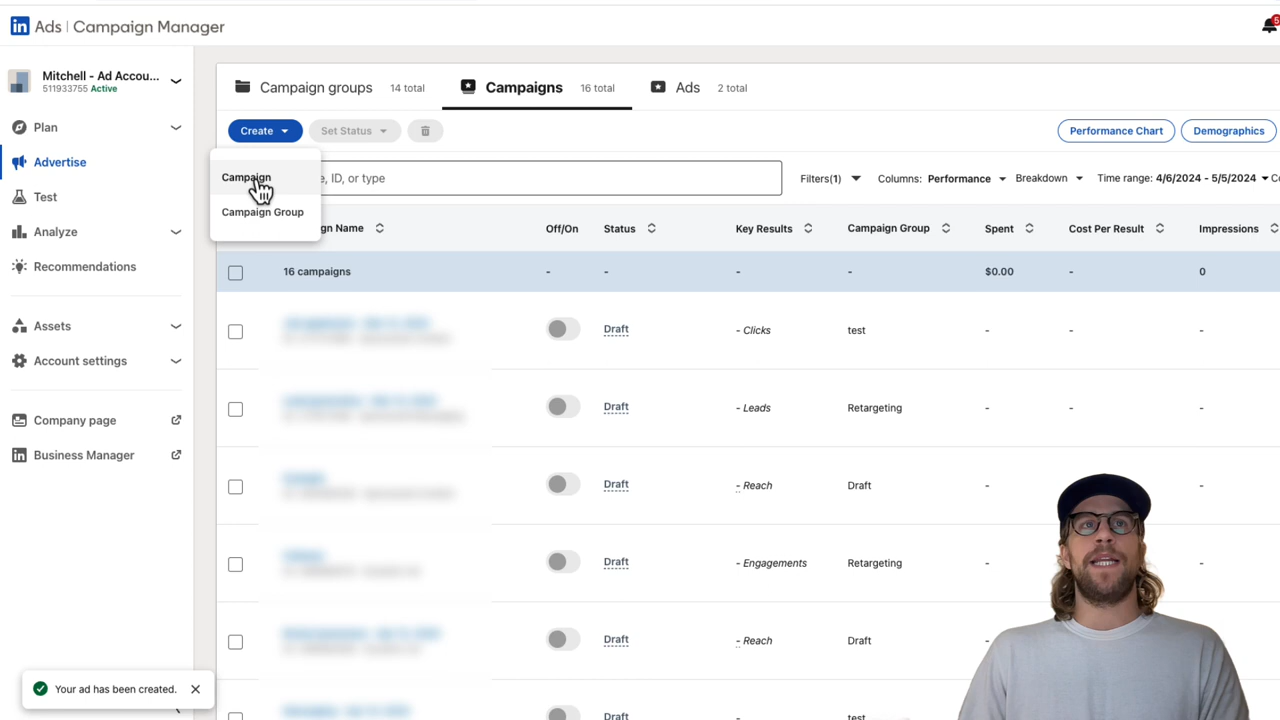 in Ads | Campaign Manager
5
Mitchell - Ad Accou...
511933755 Active
Plan
Advertise
Test
Analyze
Recommendations
Assets
Account settings
Company page
Business Manager
Campaign groups 14 total
Campaigns 16 total
Ads 2 total
Create
Set Status
Performance Chart
Demographics
Campaign
Campaign Group
, ID, or type
Filters(1)
Columns: Performance
Breakdown
Time range: 4/6/2024 - 5/5/2024
Name Off/On Status Key Results Campaign Group Spent Cost Per Result Impressions
16 campaigns - - - - $0.00 - 0
Draft - Clicks test - -
Draft - Leads Retargeting - -
Draft - Reach Draft - -
Draft - Engagements Retargeting - -
Draft - Reach Draft - -
Draft test
Your ad has been created.